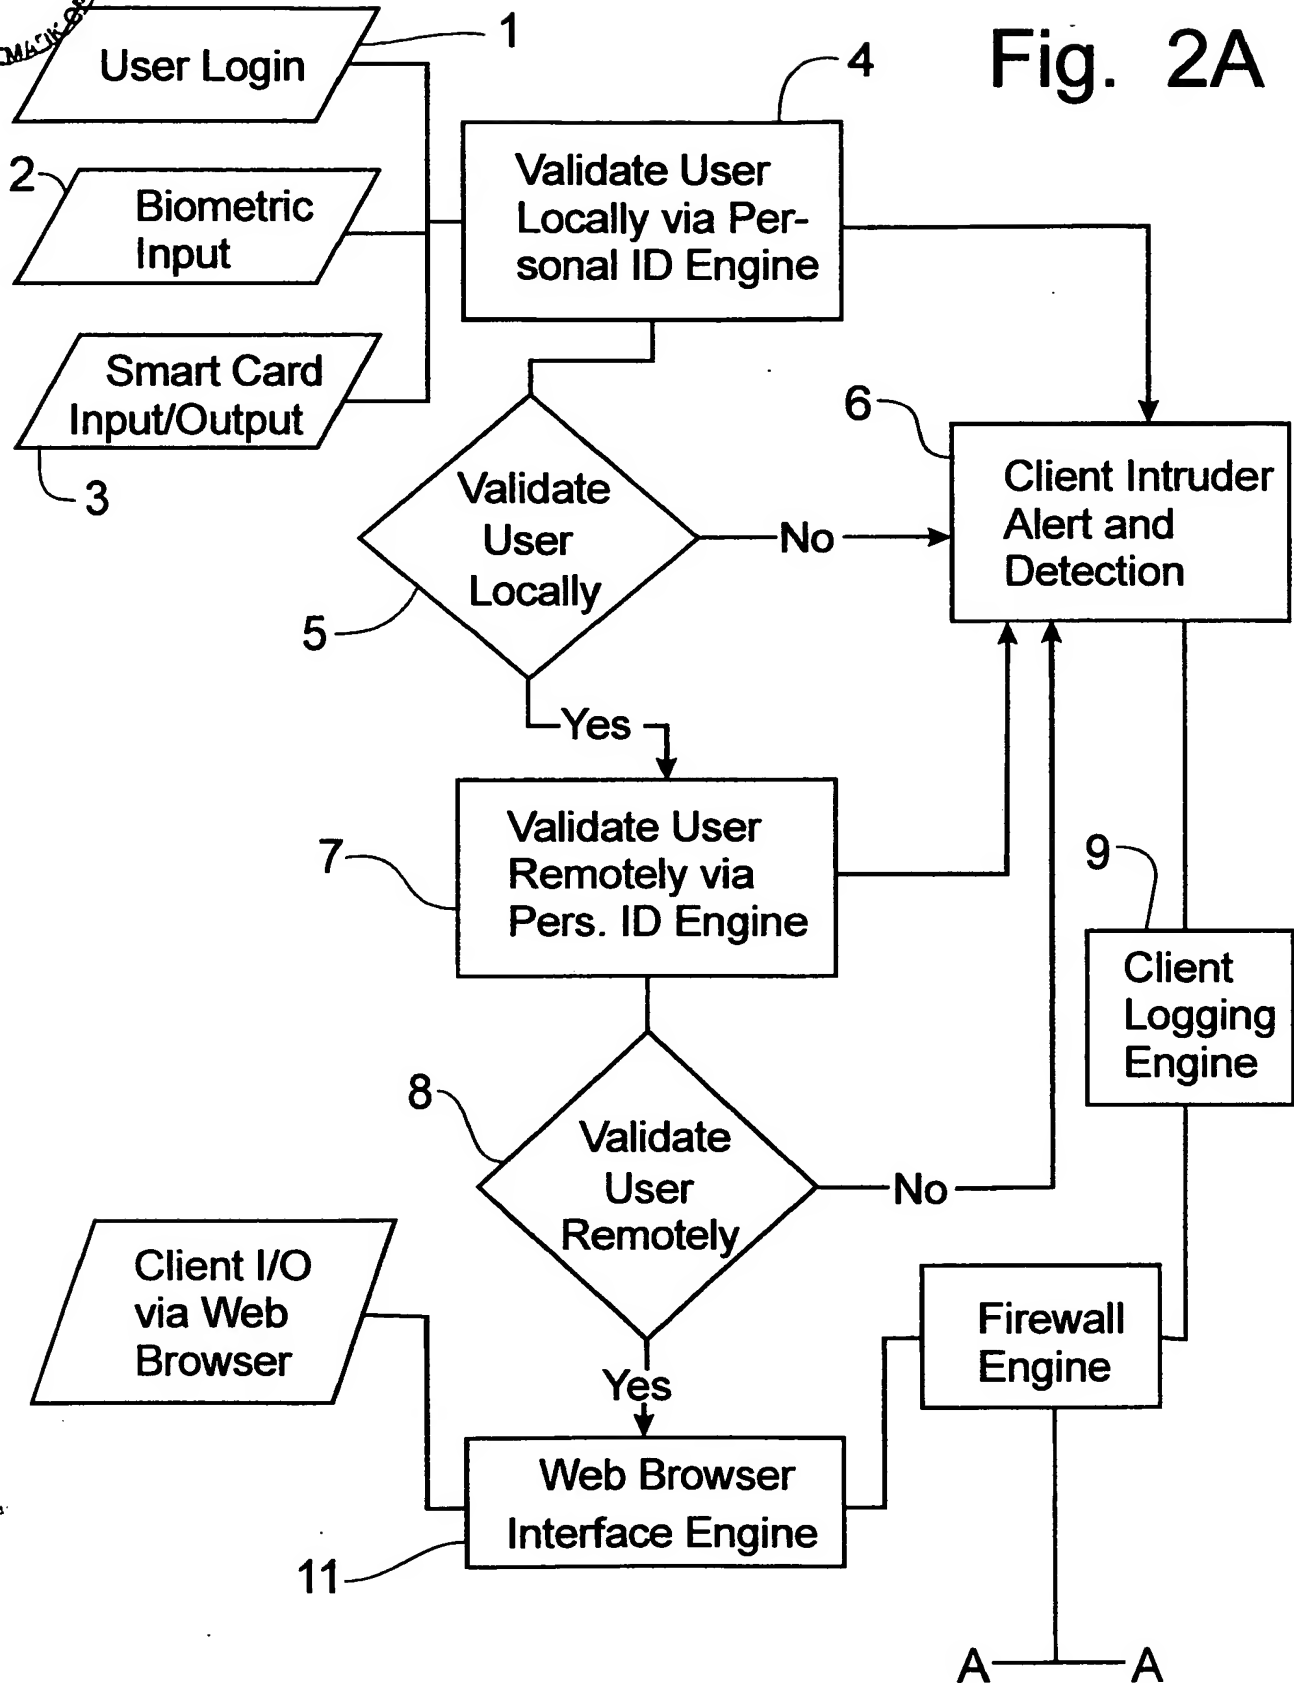 Fig. 2A
1
User Login
4
2
Biometric
Input
Validate User
Locally via Per-
sonal ID Engine
Smart Card
Input/Output
3
6
Validate
User
Locally
No
Client Intruder
Alert and
Detection
5
Yes
7
Validate User
Remotely via
Pers. ID Engine
9
Client
Logging
Engine
8
Validate
User
Remotely
No
Client I/O
via Web
Browser
Firewall
Engine
Yes
Web Browser
Interface Engine
11
A
A